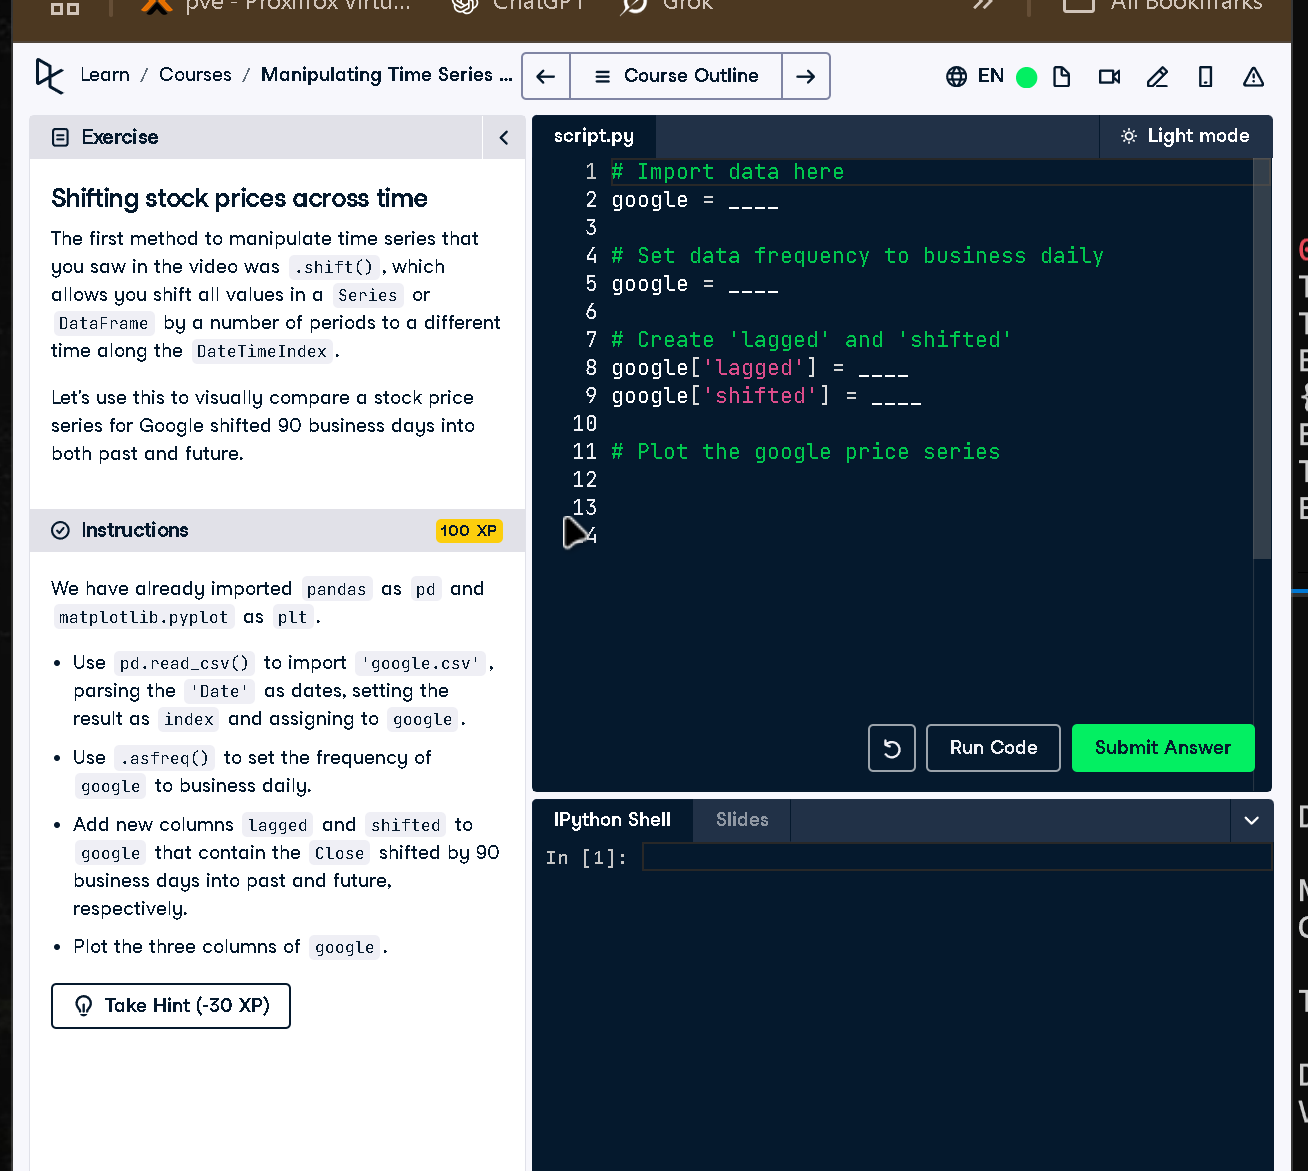 pve - Proxmox Virtu...
ChatGPT
Grok
All Bookmarks
Learn / Courses / Manipulating Time Series ...
Course Outline
EN
Exercise
Shifting stock prices across time
The first method to manipulate time series that
you saw in the video was .shift(), which
allows you shift all values in a Series or
DataFrame by a number of periods to a different
time along the DateTimeIndex.
Let's use this to visually compare a stock price
series for Google shifted 90 business days into
both past and future.
Instructions
100 XP
We have already imported pandas as pd and
matplotlib.pyplot as plt.
• Use pd.read_csv() to import 'google.csv',
parsing the 'Date' as dates, setting the
result as index and assigning to google.
• Use .asfreq() to set the frequency of
google to business daily.
• Add new columns lagged and shifted to
google that contain the Close shifted by 90
business days into past and future,
respectively.
• Plot the three columns of google.
Take Hint (-30 XP)
script.py
Light mode
1 # Import data here
2 google = ____
3
4 # Set data frequency to business daily
5 google = ____
6
7 # Create 'lagged' and 'shifted'
8 google['lagged'] = ____
9 google['shifted'] = ____
10
11 # Plot the google price series
12
13
4
Run Code
Submit Answer
IPython Shell
Slides
In [1]: